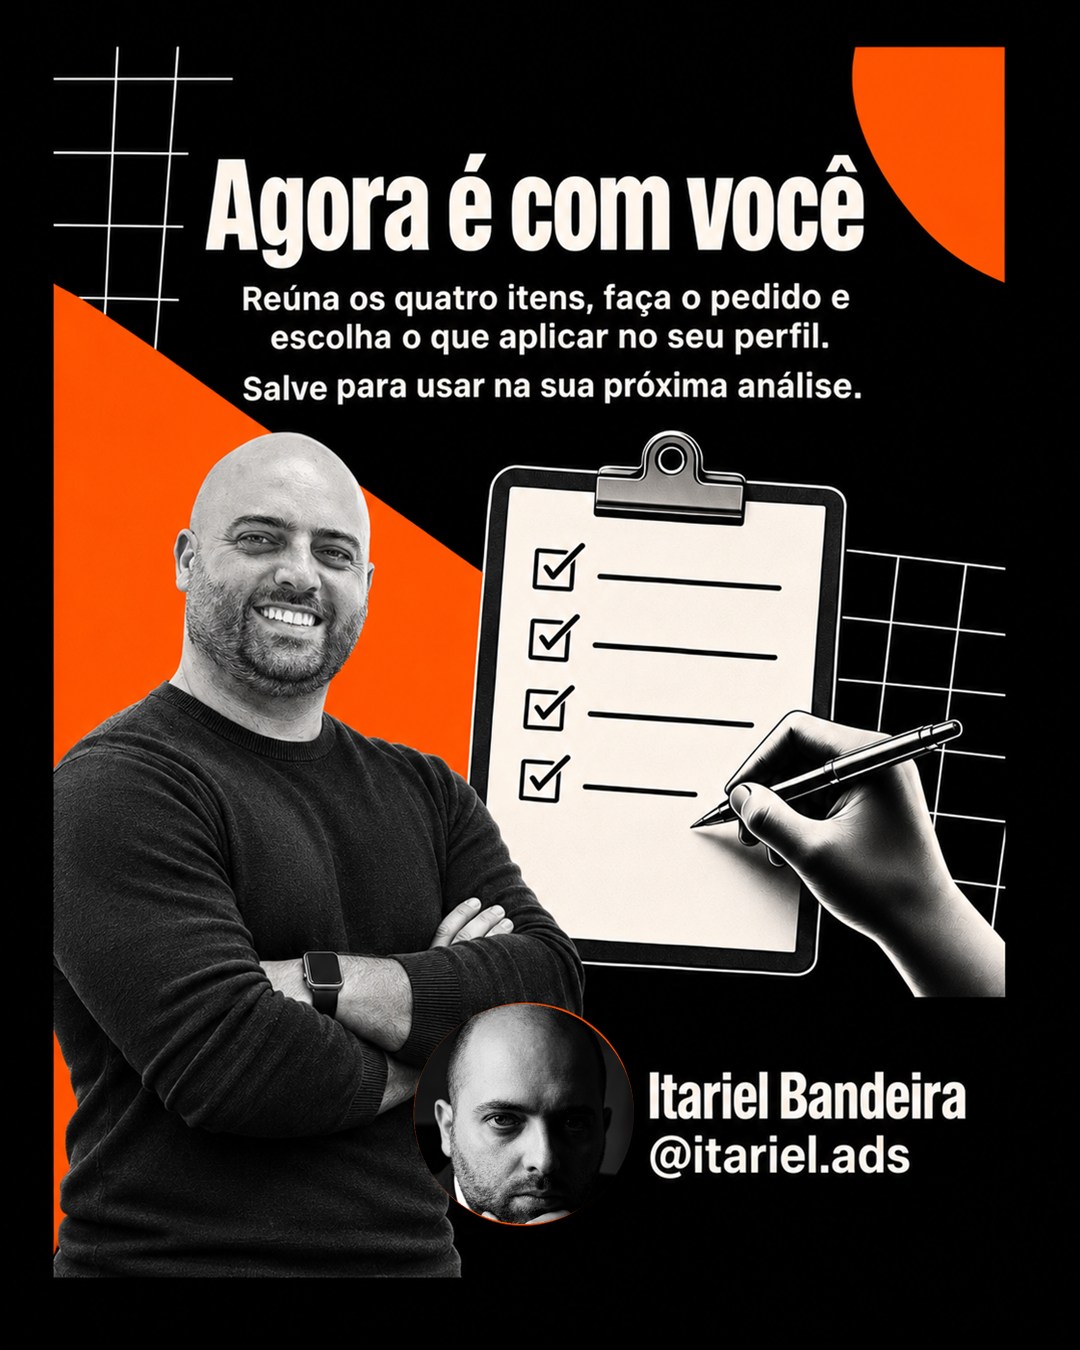 Agora é com você
Reúna os quatro itens, faça o pedido e
escolha o que aplicar no seu perfil.
Salve para usar na sua próxima análise.
Itariel Bandeira
@itariel.ads